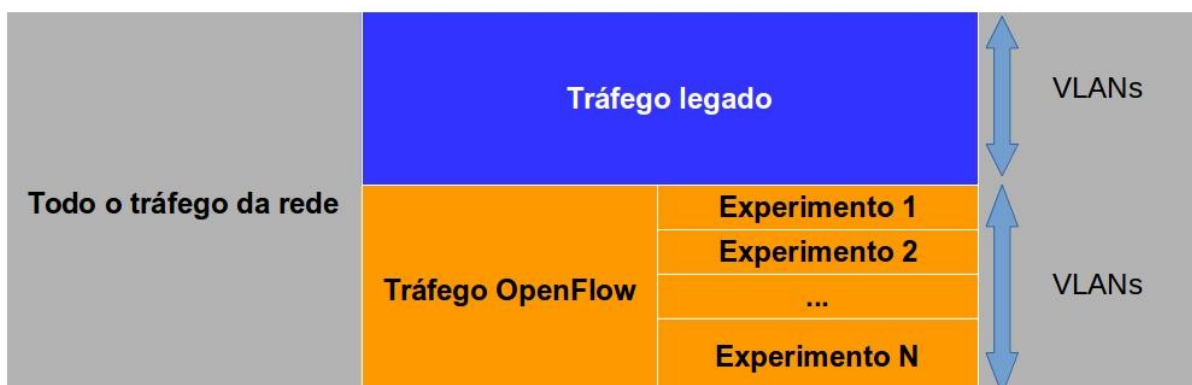 Tráfego legado
VLANs
Todo o tráfego da rede
Tráfego OpenFlow
Experimento 1
Experimento 2
...
Experimento N
VLANs